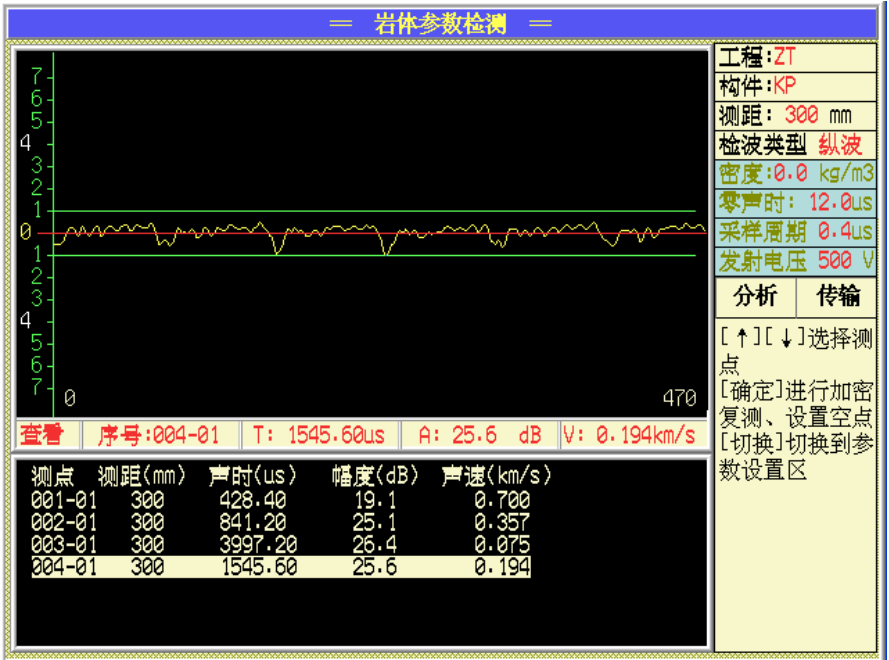 ═ 岩体参数检测 ═
7
6
5
4
3
2
1
0
1
2
3
4
5
6
7
0 470
查看 序号:004-01 T: 1545.60us A: 25.6 dB V: 0.194km/s
测点 测距(mm) 声时(us) 幅度(dB) 声速(km/s)
001-01 300 428.40 19.1 0.700
002-01 300 841.20 25.1 0.357
003-01 300 3997.20 26.4 0.075
004-01 300 1545.60 25.6 0.194
工程:ZT
构件:KP
测距: 300 mm
检波类型 纵波
密度:0.0 kg/m3
零声时: 12.0us
采样周期 0.4us
发射电压 500 V
分析 传输
[↑][↓]选择测
点
[确定]进行加密
复测、设置空点
[切换]切换到参
数设置区